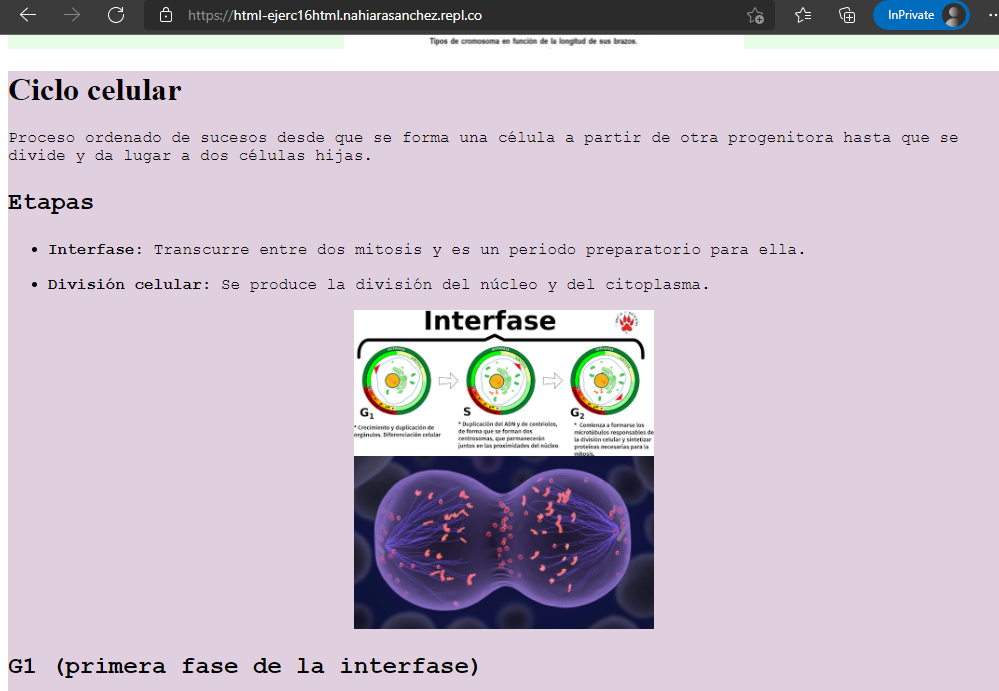 https://html-ejerc16html.nahiarasanchez.repl.co
InPrivate
Tipos de cromosoma en función de la longitud de sus brazos.
Ciclo celular
Proceso ordenado de sucesos desde que se forma una célula a partir de otra progenitora hasta que se
divide y da lugar a dos células hijas.
Etapas
• Interfase: Transcurre entre dos mitosis y es un periodo preparatorio para ella.
• División celular: Se produce la división del núcleo y del citoplasma.
Interfase
G1
* Crecimiento y duplicación de
orgánulos. Diferenciación celular
S
* Duplicación del ADN y de centriolos,
de forma que se forman dos
centrosomas, que permanecerán
juntos en las proximidades del núcleo
G2
* Comienza a formarse los
microtúbulos responsables de
la división celular y sintetizar
proteínas necesarias para la
mitosis.
G1 (primera fase de la interfase)